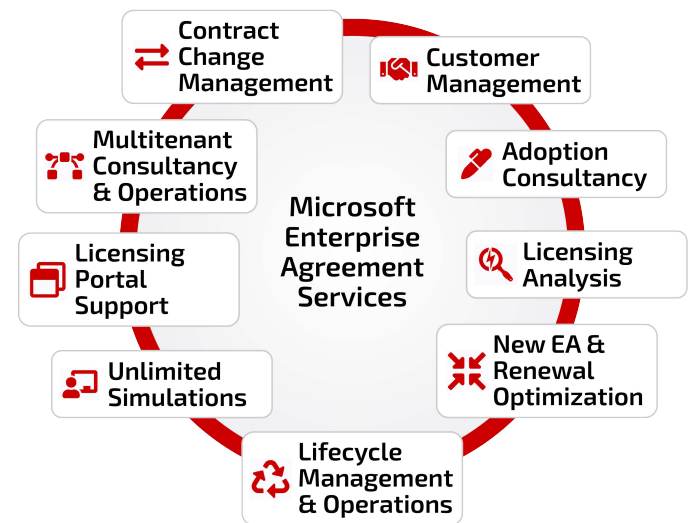 Contract
Change
Management
Customer
Management
Multitenant
Consultancy
& Operations
Adoption
Consultancy
Microsoft
Enterprise
Agreement
Services
Licensing
Portal
Support
Licensing
Analysis
New EA &
Renewal
Optimization
Unlimited
Simulations
Lifecycle
Management
& Operations